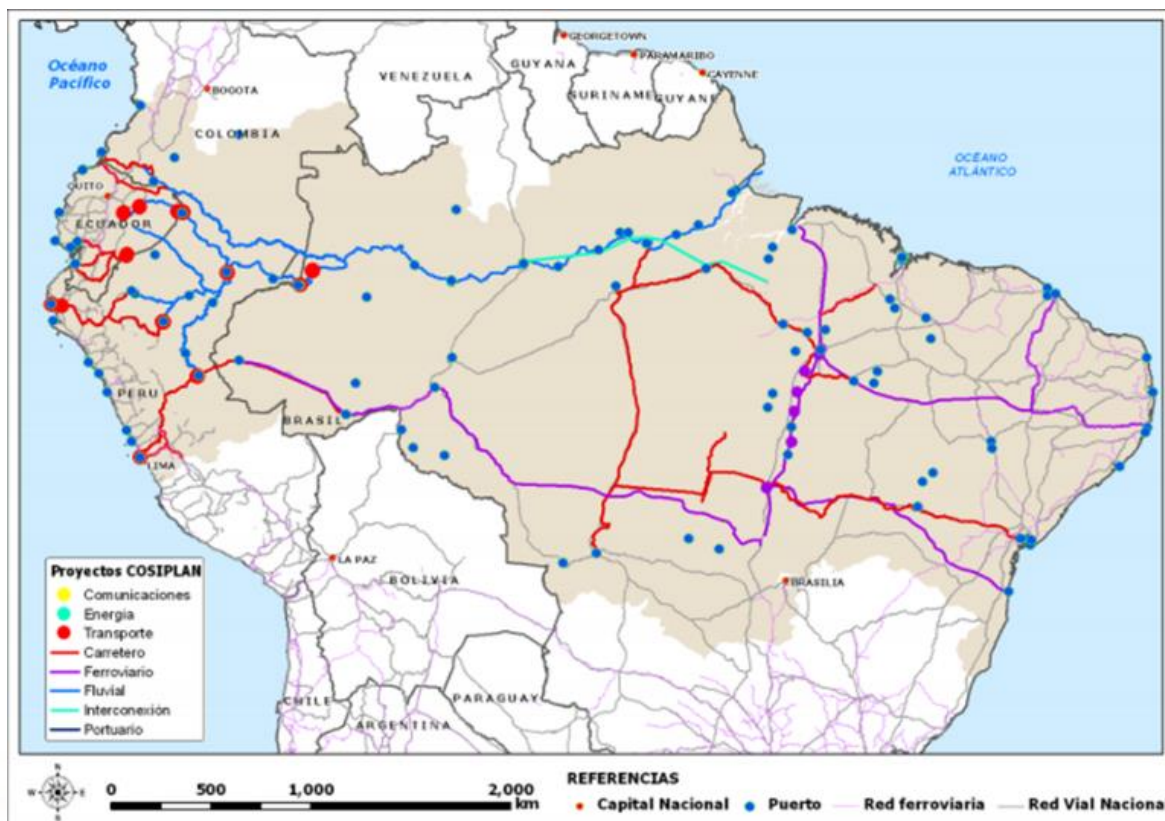 Océano
Pacífico
GEORGETOWN
PARAMARIBO
CAYENNE
VENEZUELA
GUYANA
SURINAME
GUYANE
BOGOTA
COLOMBIA
OCÉANO
ATLÁNTICO
QUITO
ECUADOR
PERU
BRASIL
LIMA
LA PAZ
BOLIVIA
BRASILIA
PARAGUAY
CHILE
ARGENTINA
Proyectos COSIPLAN
Comunicaciones
Energia
Transporte
Carretero
Ferroviario
Fluvial
Interconexión
Portuario
N
W
E
S
0 500 1,000 2,000
km
REFERENCIAS
Capital Nacional Puerto Red ferroviaria Red Vial Naciona